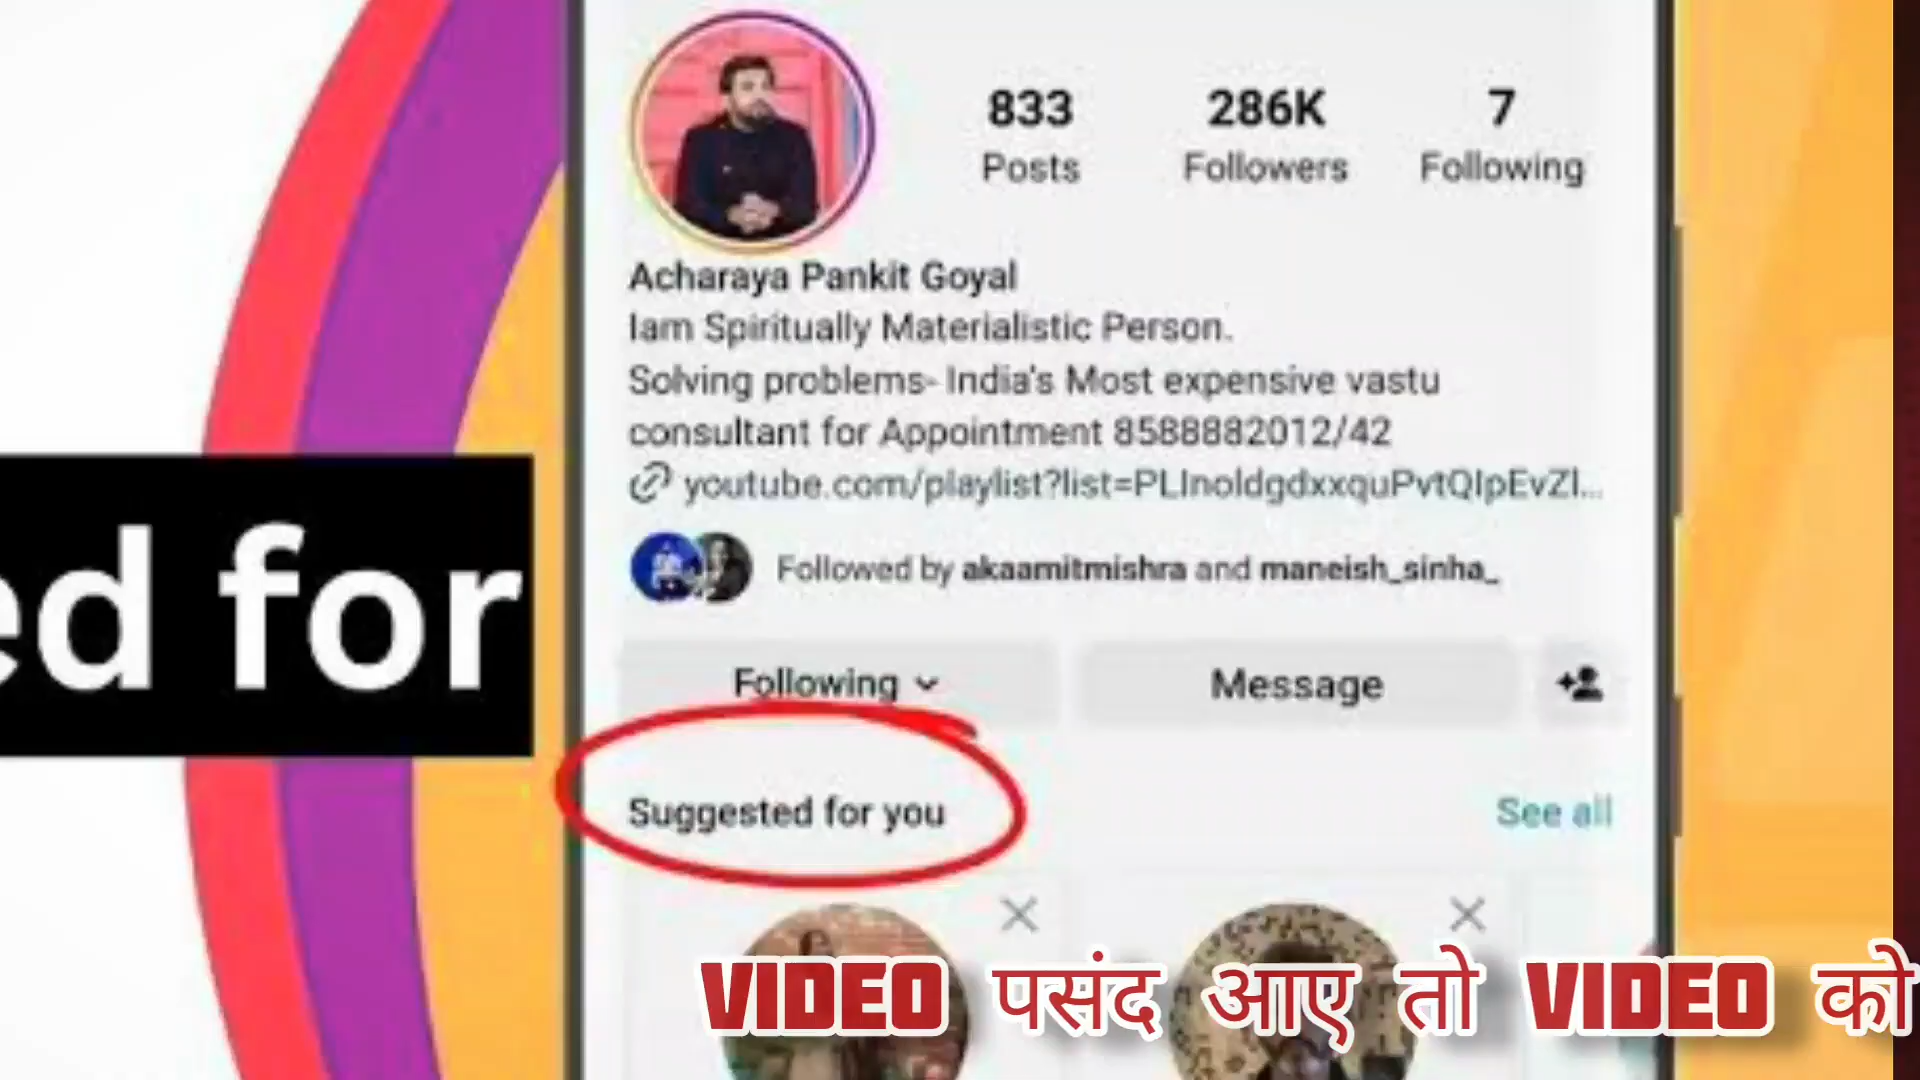 833 286K 7
Posts Followers Following
Acharaya Pankit Goyal
Iam Spiritually Materialistic Person.
Solving problems- India's Most expensive vastu
consultant for Appointment 8588882012/42
youtube.com/playlist?list=PLInoldgdxxquPvtQIpEvZl...
Followed by akaamitmishra and maneish_sinha_
ed for
Following Message
Suggested for you See all
VIDEO पसंद आए तो VIDEO को